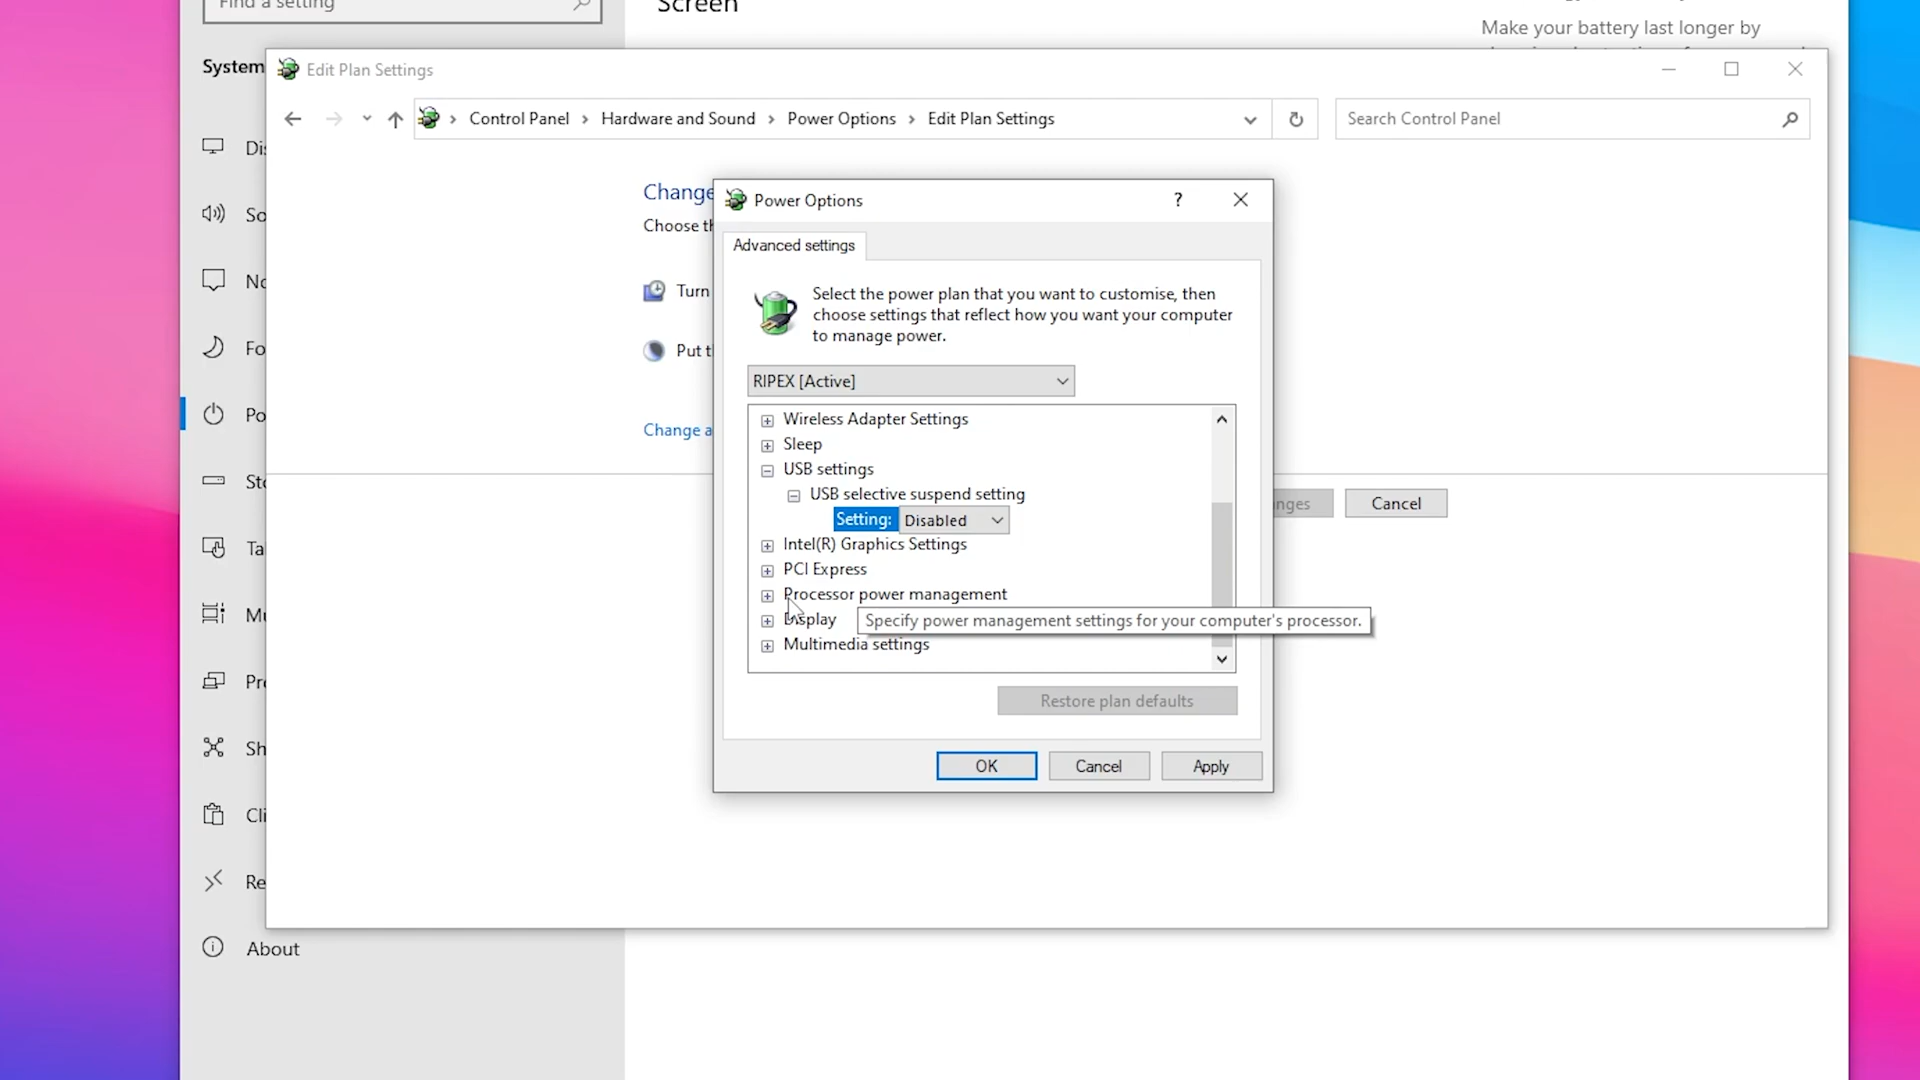 Find a setting
Screen
Make your battery last longer by
System
Edit Plan Settings
Control Panel
Hardware and Sound
Power Options
Edit Plan Settings
Search Control Panel
Di
So
No
Fo
Po
Sto
Ta
Mu
Pro
Sh
Cli
Re
About
Change
Choose th
Turn
Put t
Change a
nges
Cancel
Power Options
?
Advanced settings
Select the power plan that you want to customise, then
choose settings that reflect how you want your computer
to manage power.
RIPEX [Active]
Wireless Adapter Settings
Sleep
USB settings
USB selective suspend setting
Setting: Disabled
Intel(R) Graphics Settings
PCI Express
Processor power management
Display
Specify power management settings for your computer's processor.
Multimedia settings
Restore plan defaults
OK
Cancel
Apply